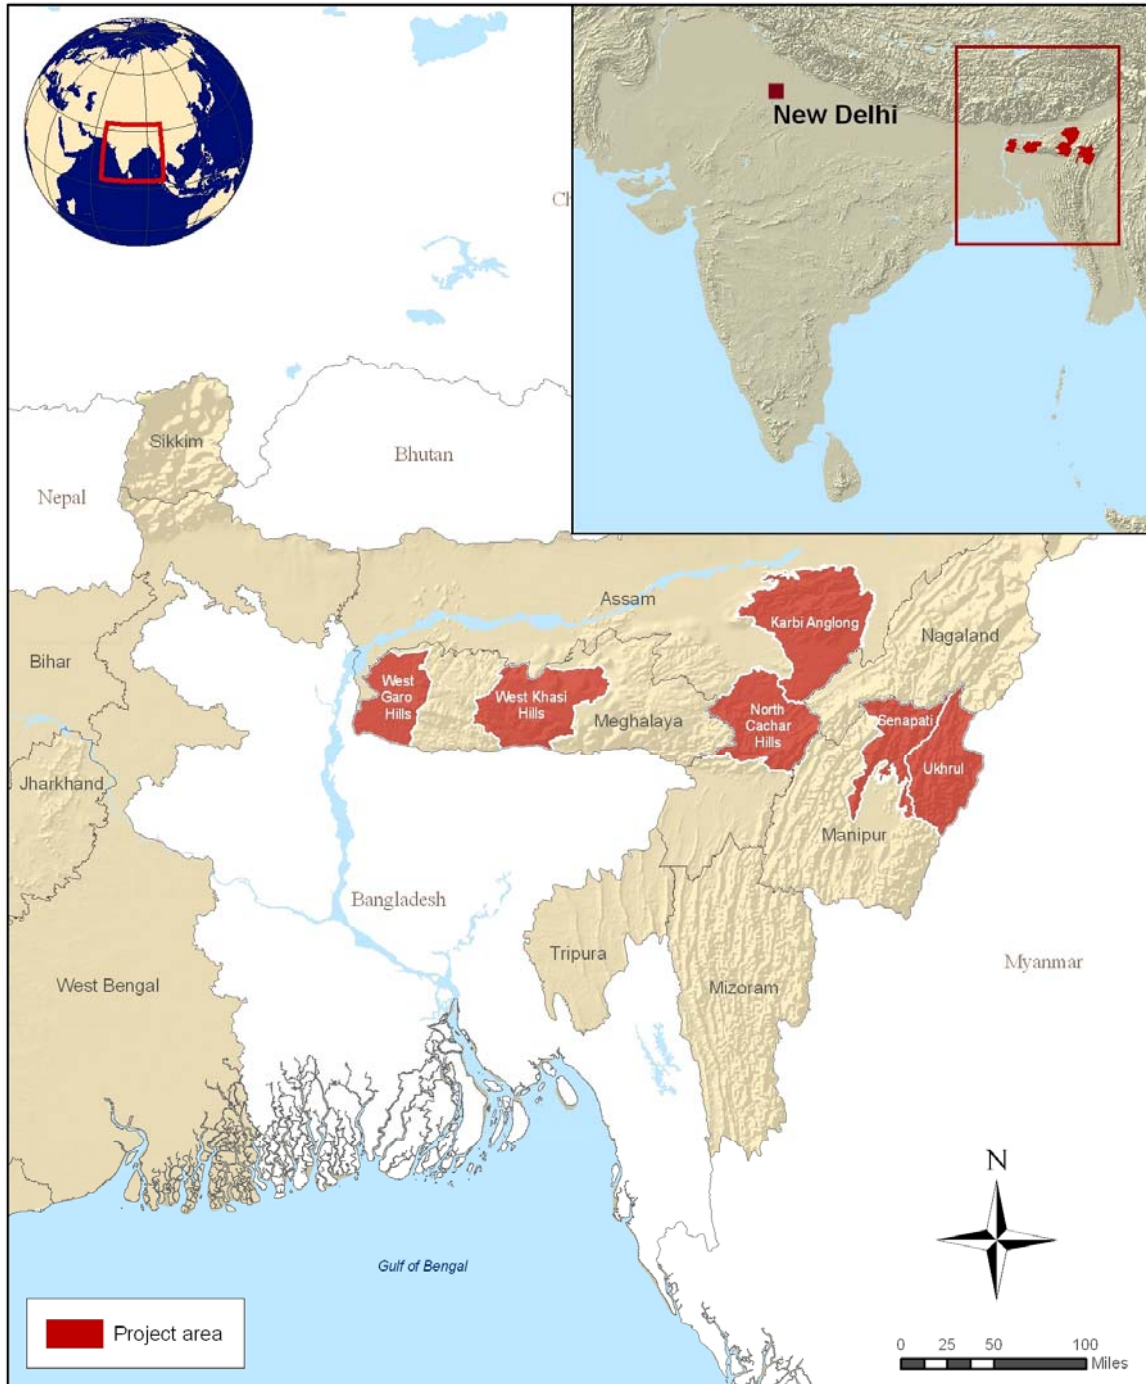 New Delhi
Ch
Sikkim
Bhutan
Nepal
Assam
Karbi Anglong
Nagaland
Bihar
West
Garo
Hills
West Khasi
Hills
Meghalaya
North
Cachar
Hills
Senapati
Ukhrul
Jharkhand
Manipur
Bangladesh
Tripura
West Bengal
Mizoram
Myanmar
N
Gulf of Bengal
Project area
0 25 50 100
Miles